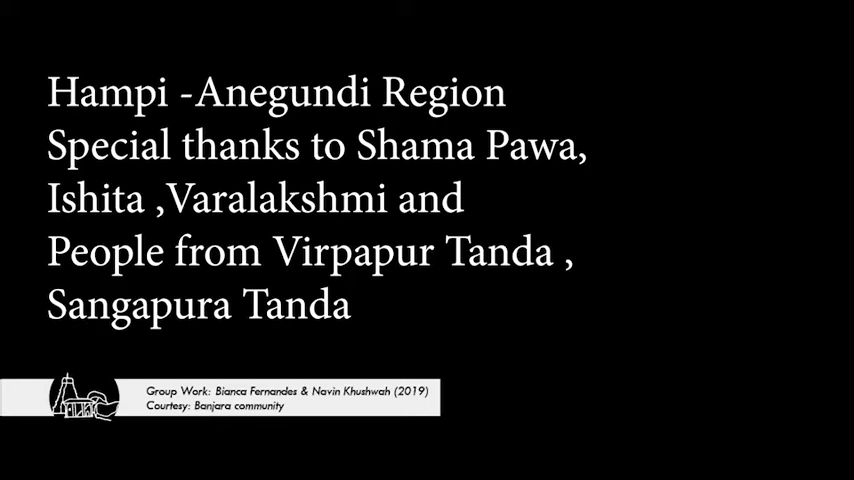 Hampi -Anegundi Region
Special thanks to Shama Pawa,
Ishita ,Varalakshmi and
People from Virpapur Tanda ,
Sangapura Tanda
Group Work: Bianca Fernandes & Navin Khushwah (2019)
Courtesy: Banjara community